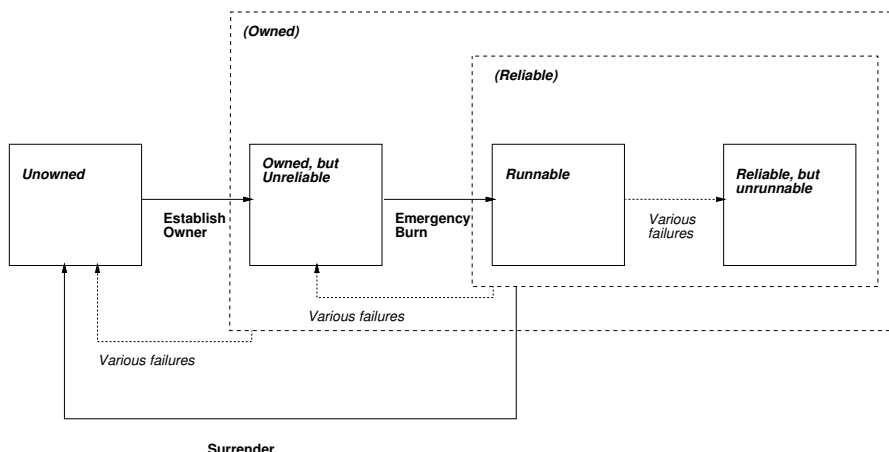 (Owned)
(Reliable)
Unowned
Owned, but
Unreliable
Runnable
Reliable, but
unrunnable
Establish
Owner
Emergency
Burn
Various
failures
Various failures
Various failures
Surrender